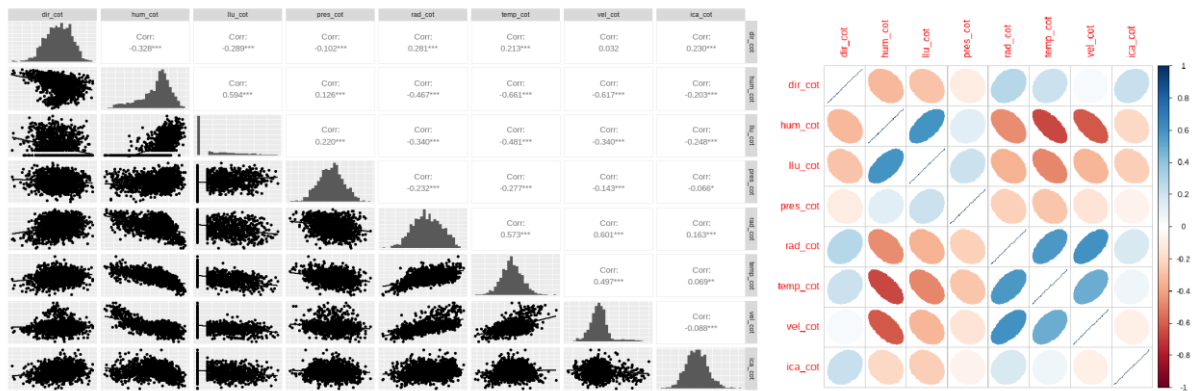 dir_cot hum_cot llu_cot pres_cot rad_cot temp_cot vel_cot ica_cot
Corr: Corr: Corr: Corr: Corr: Corr: Corr:
-0.328*** -0.289*** -0.102*** 0.281*** 0.213*** 0.032 0.230***
dir_cot
Corr: Corr: Corr: Corr: Corr: Corr:
0.594*** 0.126*** -0.467*** -0.661*** -0.617*** -0.203***
hum_cot
Corr: Corr: Corr: Corr: Corr:
0.220*** -0.340*** -0.481*** -0.340*** -0.248***
llu_cot
Corr: Corr: Corr: Corr:
-0.232*** -0.277*** -0.143*** -0.066*
pres_cot
Corr: Corr: Corr:
0.573*** 0.601*** 0.163***
rad_cot
Corr: Corr:
0.497*** 0.069**
temp_cot
Corr:
-0.088***
vel_cot
ica_cot
dir_cot hum_cot llu_cot pres_cot rad_cot temp_cot vel_cot ica_cot
dir_cot
hum_cot
llu_cot
pres_cot
rad_cot
temp_cot
vel_cot
ica_cot
1
0.8
0.6
0.4
0.2
0
-0.2
-0.4
-0.6
-0.8
-1